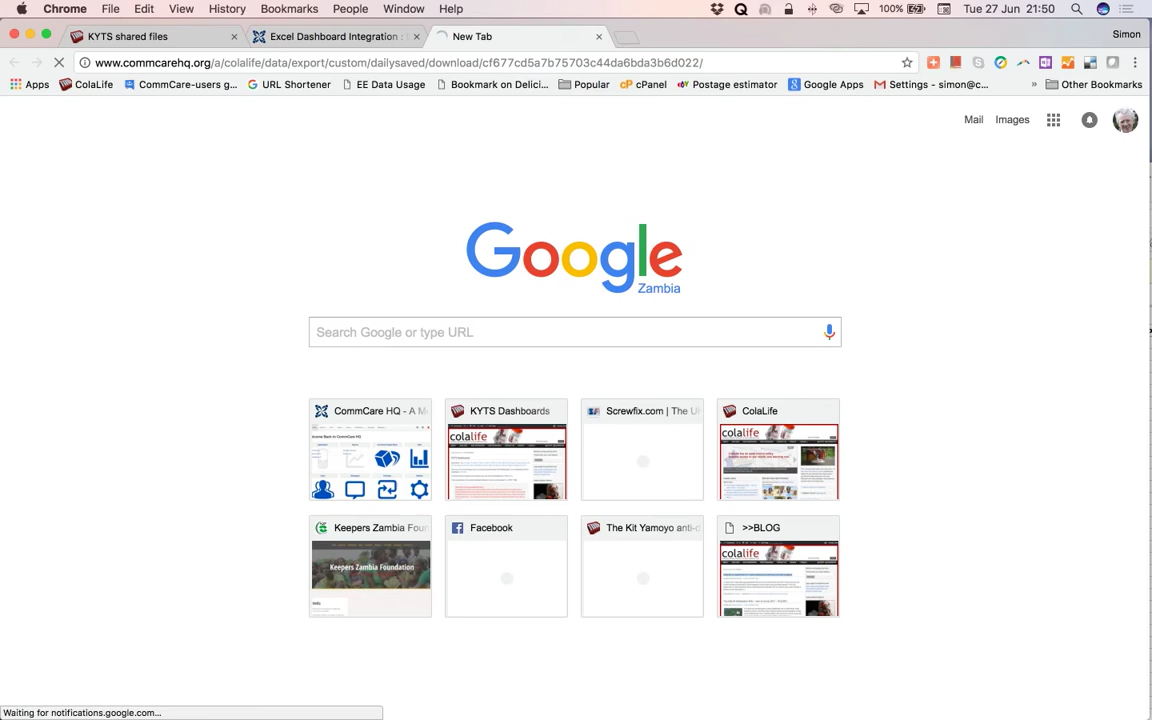 Chrome File Edit View History Bookmarks People Window Help 100% Tue 27 Jun 21:50
KYTS shared files Excel Dashboard Integration : New Tab Simon
www.commcarehq.org/a/colalife/data/export/custom/dailysaved/download/cf677cd5a7b75703c44da6bda3b6d022/
Apps ColaLife CommCare-users g... URL Shortener EE Data Usage Bookmark on Delici... Popular cPanel Postage estimator Google Apps Settings - simon@c... » Other Bookmarks
Mail Images
Google
Zambia
Search Google or type URL
CommCare HQ - A M KYTS Dashboards Screwfix.com | The U ColaLife
colalife colalife
Keepers Zambia Foun Facebook The Kit Yamoyo anti-d >>BLOG
Keepers Zambia Foundation
colalife
Waiting for notifications.google.com...